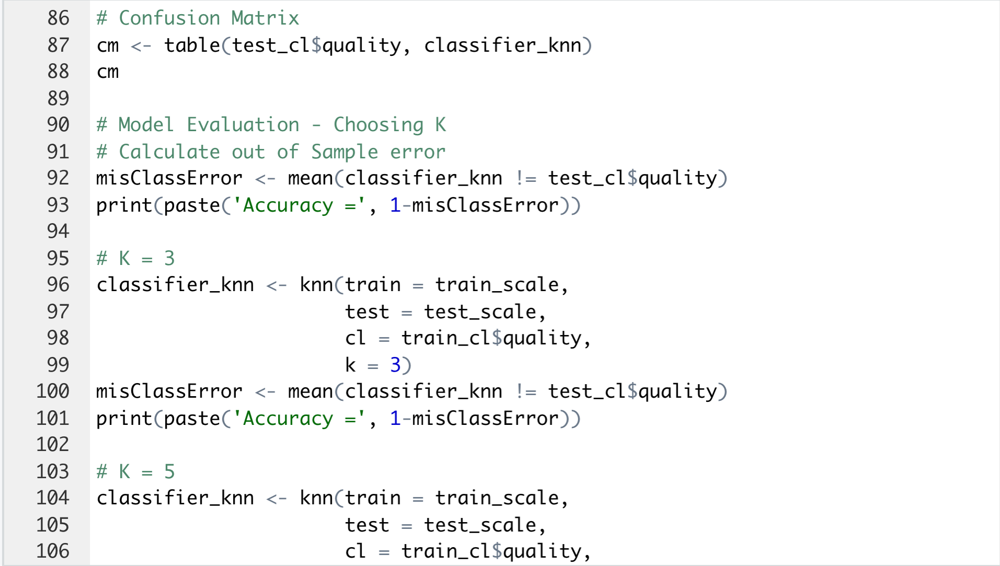 86 # Confusion Matrix
87 cm <- table(test_cl$quality, classifier_knn)
88 cm
89
90 # Model Evaluation - Choosing K
91 # Calculate out of Sample error
92 misClassError <- mean(classifier_knn != test_cl$quality)
93 print(paste('Accuracy =', 1-misClassError))
94
95 # K = 3
96 classifier_knn <- knn(train = train_scale,
97                       test = test_scale,
98                       cl = train_cl$quality,
99                       k = 3)
100 misClassError <- mean(classifier_knn != test_cl$quality)
101 print(paste('Accuracy =', 1-misClassError))
102
103 # K = 5
104 classifier_knn <- knn(train = train_scale,
105                       test = test_scale,
106                       cl = train_cl$quality,